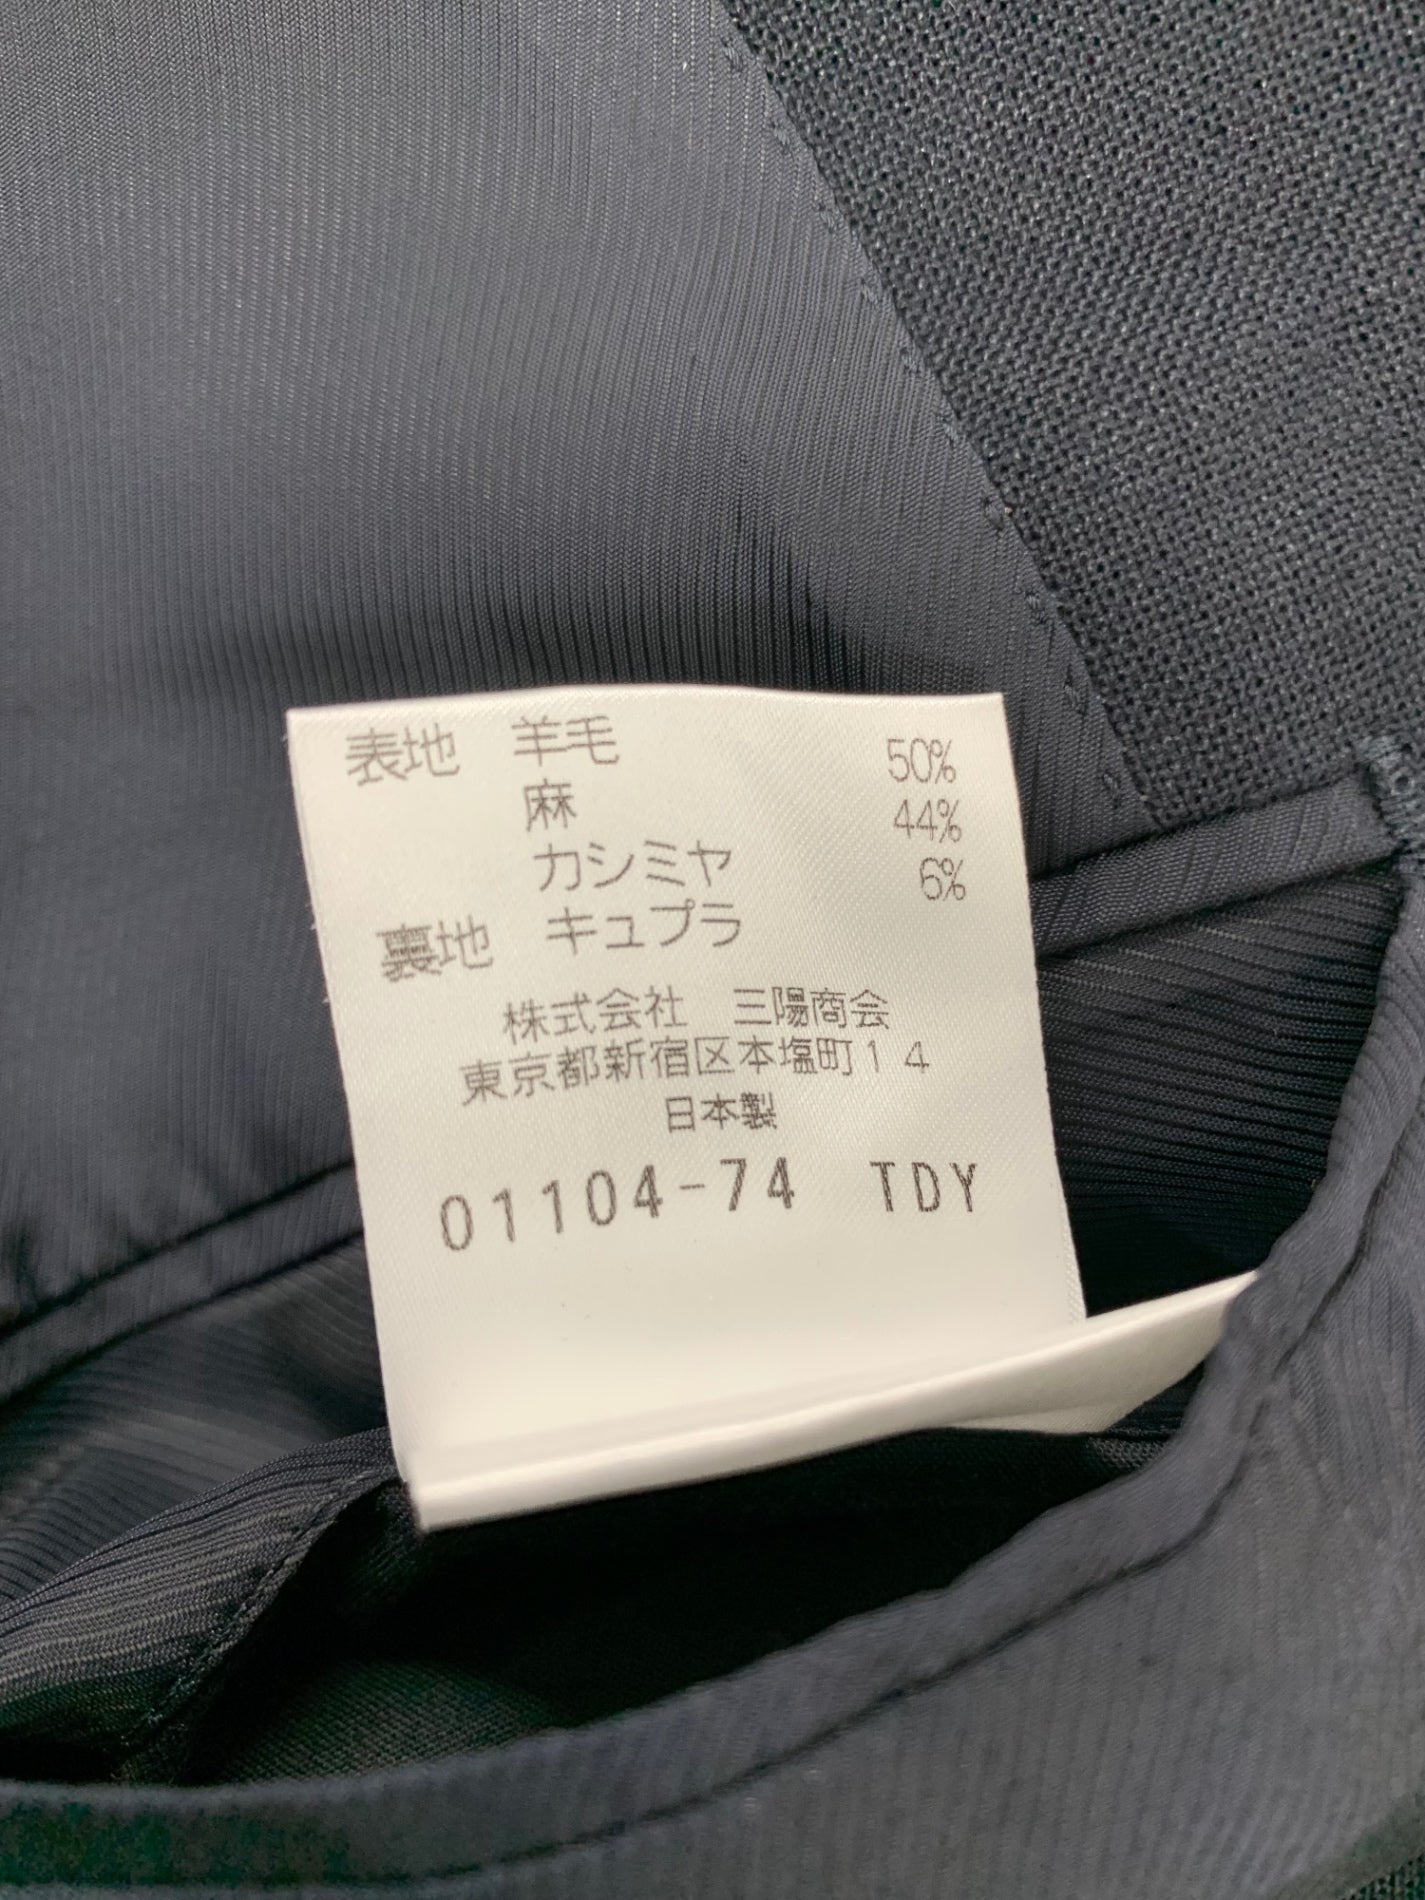 表地 羊毛 50%
麻 44%
カシミヤ 6%
裏地 キュプラ
株式会社 三陽商会
東京都新宿区本塩町14
日本製
01104-74 TDY